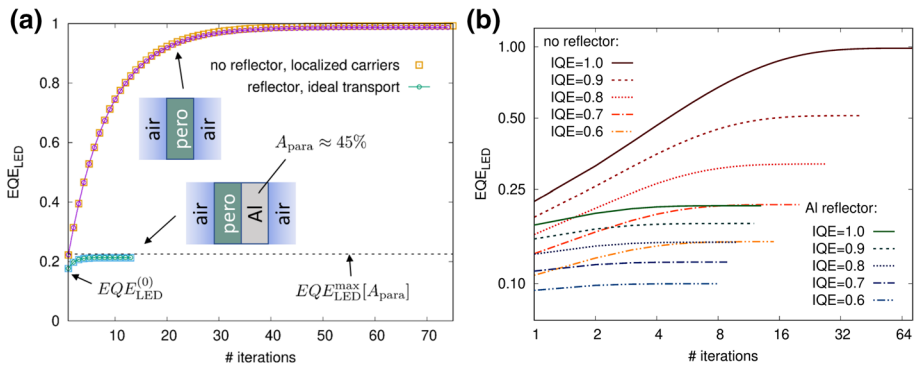 (a)
1
0.8
0.6
0.4
0.2
0
EQE_LED
no reflector, localized carriers
reflector, ideal transport
air
pero
air
A_para ≈ 45%
air
pero
Al
air
EQE_LED^(0)
EQE_LED^max[A_para]
10 20 30 40 50 60 70
# iterations
(b)
1.00
0.50
0.25
0.10
EQE_LED
no reflector:
IQE=1.0
IQE=0.9
IQE=0.8
IQE=0.7
IQE=0.6
Al reflector:
IQE=1.0
IQE=0.9
IQE=0.8
IQE=0.7
IQE=0.6
1 2 4 8 16 32 64
# iterations